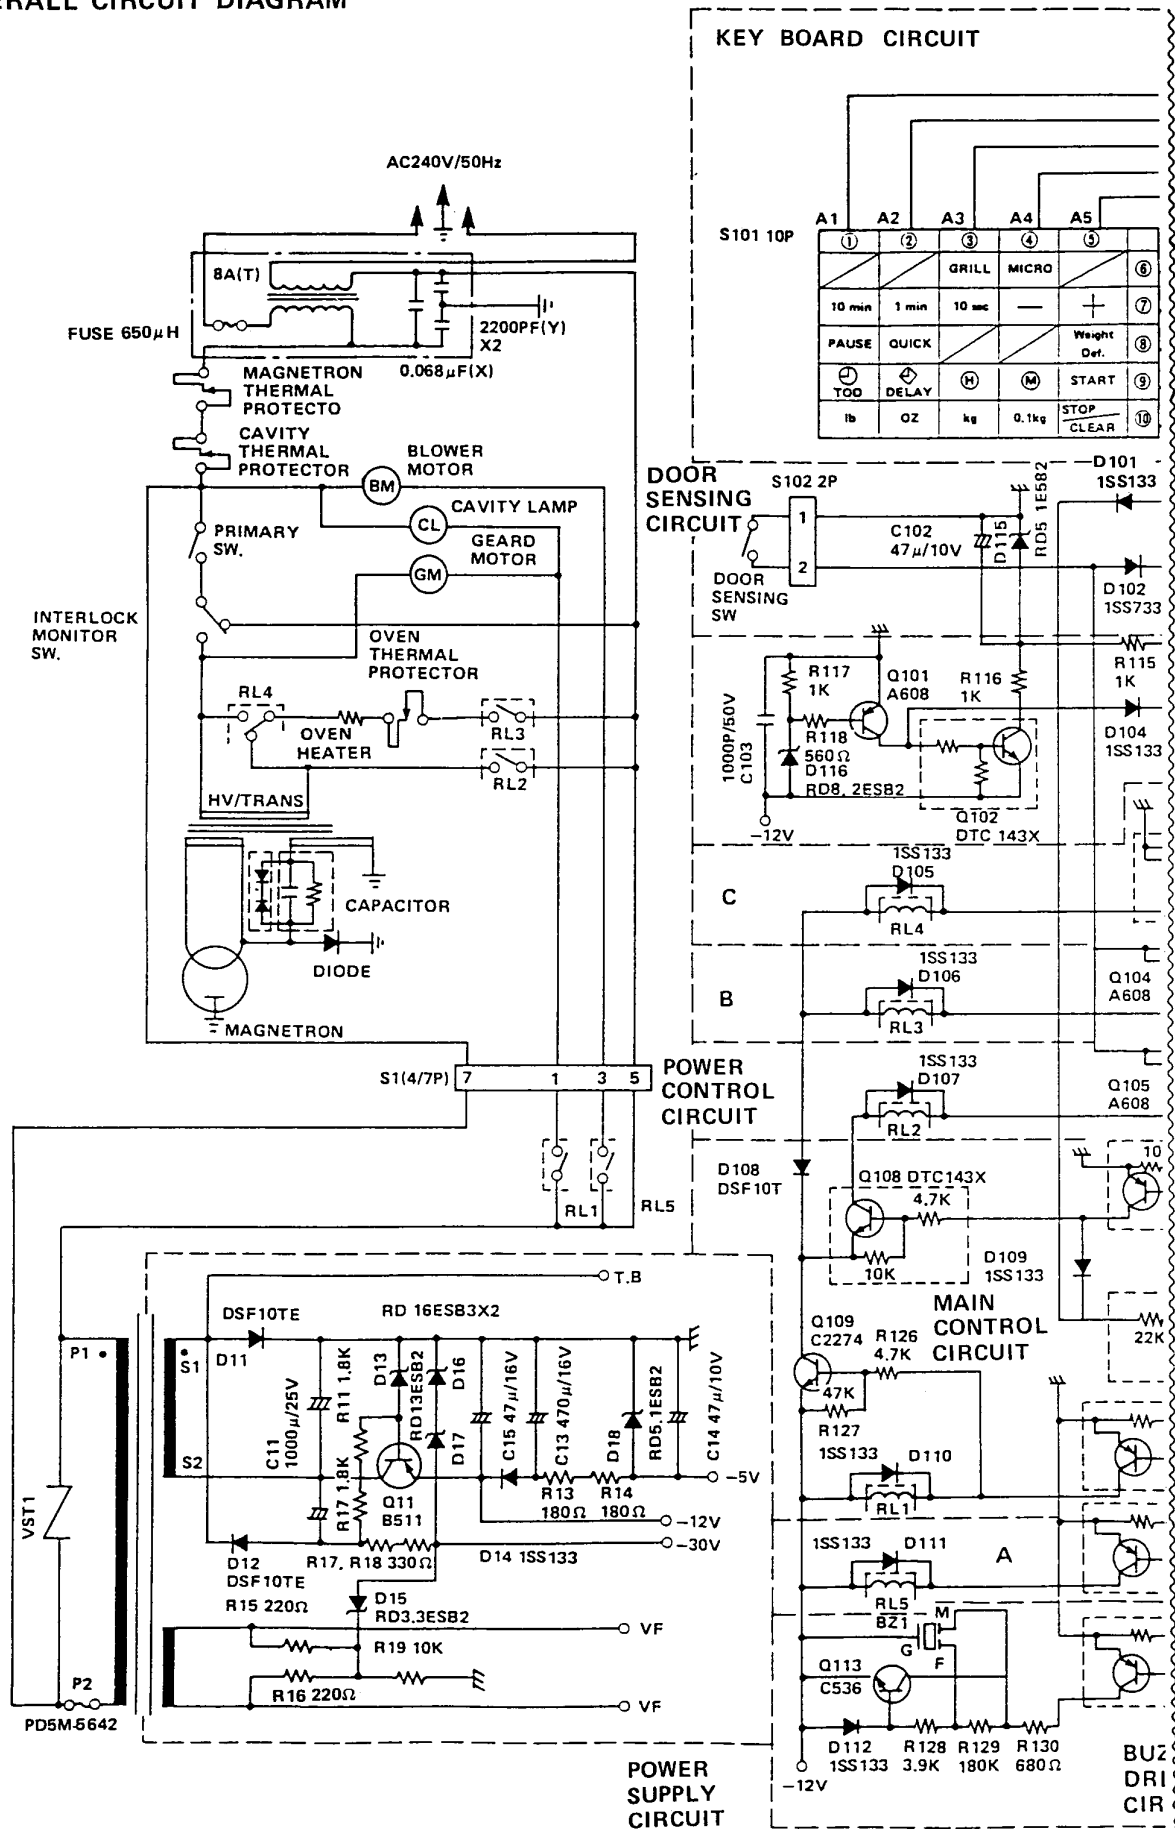 ERALL CIRCUIT DIAGRAM
KEY BOARD CIRCUIT
AC240V/50Hz
8A(T)
FUSE 650μH
2200PF(Y)
X2
0.068μF(X)
MAGNETRON
THERMAL
PROTECTO
CAVITY
THERMAL
PROTECTOR
BLOWER
MOTOR
BM
CAVITY LAMP
CL
GEARD
MOTOR
GM
PRIMARY
SW.
INTERLOCK
MONITOR
SW.
OVEN
THERMAL
PROTECTOR
RL4
OVEN
HEATER
RL3
RL2
HV/TRANS
CAPACITOR
DIODE
MAGNETRON
S1(4/7P) 7 1 3 5
POWER
CONTROL
CIRCUIT
RL1
RL5
S101 10P
A1 A2 A3 A4 A5
① ② ③ ④ ⑤
GRILL MICRO ⑥
10 min 1 min 10 sec — + ⑦
PAUSE QUICK Weight Def. ⑧
TOD DELAY H M START ⑨
lb OZ kg 0.1kg STOP CLEAR ⑩
DOOR
SENSING
CIRCUIT
S102 2P
1
2
DOOR
SENSING
SW
C102
47μ/10V
D115
RD5 1E5B2
D101
1SS133
D102
1SS733
R115
1K
D104
1SS133
1000P/50V
C103
R117
1K
R118
560Ω
D116
RD8.2ESB2
Q101
A608
R116
1K
Q102
DTC 143X
−12V
C
1SS133
D105
RL4
B
1SS133
D106
RL3
Q104
A608
1SS133
D107
RL2
Q105
A608
D108
DSF10T
Q108 DTC143X
4.7K
10K
10
D109
1SS133
22K
MAIN
CONTROL
CIRCUIT
Q109
C2274
R126
4.7K
47K
R127
1SS133
D110
RL1
A
1SS133
D111
RL5
BZ1
M
G
F
Q113
C536
D112
1SS133
R128
3.9K
R129
180K
R130
680Ω
−12V
BUZ
DRI
CIR
T.B
DSF10TE
D11
RD 16ESB3X2
P1
S1
S2
C11
1000μ/25V
R11 1.8K
D13
RD13ESB2
D16
D17
C15 47μ/16V
C13 470μ/16V
D18
RD5.1ESB2
C14 47μ/10V
R17 1.8K
Q11
B511
R13
180Ω
R14
180Ω
−5V
−12V
−30V
D12
DSF10TE
R17, R18 330Ω
D14 1SS133
R15 220Ω
D15
RD3.3ESB2
R19 10K
R16 220Ω
VF
VF
VST1
P2
PD5M-5642
POWER
SUPPLY
CIRCUIT